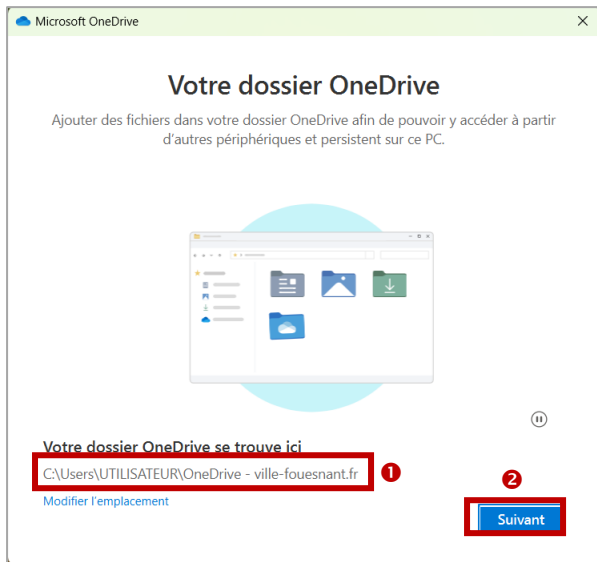 Microsoft OneDrive
Votre dossier OneDrive
Ajouter des fichiers dans votre dossier OneDrive afin de pouvoir y accéder à partir
d'autres périphériques et persistent sur ce PC.
Votre dossier OneDrive se trouve ici
C:\Users\UTILISATEUR\OneDrive - ville-fouesnant.fr ❶
Modifier l'emplacement
❷
Suivant